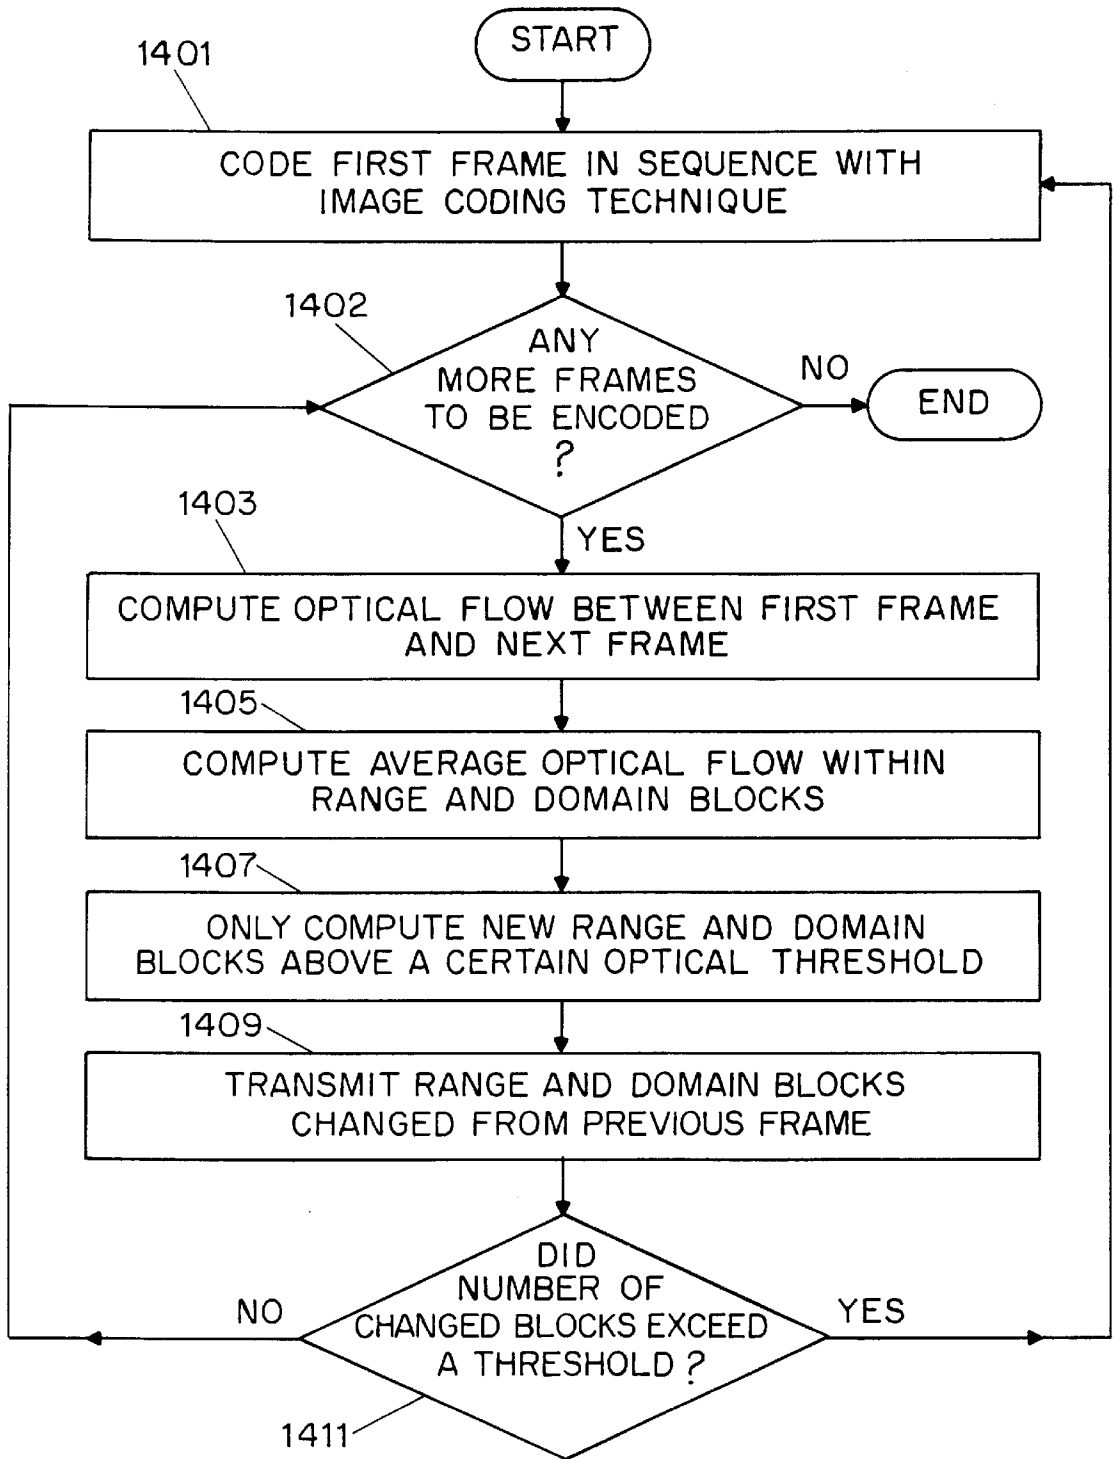 START
1401
CODE FIRST FRAME IN SEQUENCE WITH
IMAGE CODING TECHNIQUE
1402
ANY
MORE FRAMES
TO BE ENCODED
?
NO
END
YES
1403
COMPUTE OPTICAL FLOW BETWEEN FIRST FRAME
AND NEXT FRAME
1405
COMPUTE AVERAGE OPTICAL FLOW WITHIN
RANGE AND DOMAIN BLOCKS
1407
ONLY COMPUTE NEW RANGE AND DOMAIN
BLOCKS ABOVE A CERTAIN OPTICAL THRESHOLD
1409
TRANSMIT RANGE AND DOMAIN BLOCKS
CHANGED FROM PREVIOUS FRAME
DID
NUMBER OF
CHANGED BLOCKS EXCEED
A THRESHOLD ?
NO
YES
1411